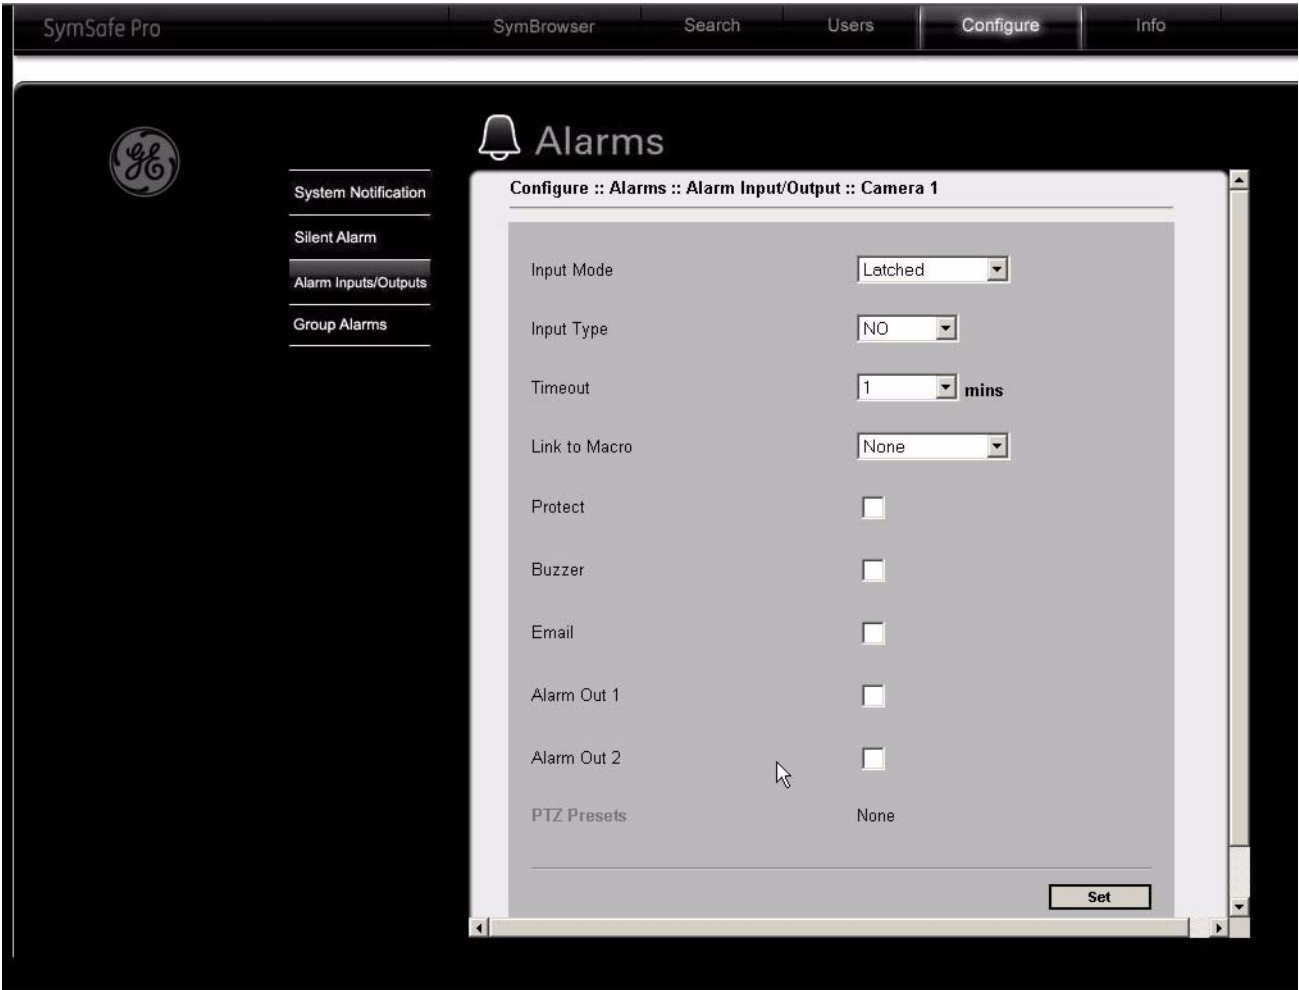 SymSafe Pro
SymBrowser
Search
Users
Configure
Info
GE
Alarms
System Notification
Silent Alarm
Alarm Inputs/Outputs
Group Alarms
Configure :: Alarms :: Alarm Input/Output :: Camera 1
Input Mode
Latched
Input Type
NO
Timeout
1
mins
Link to Macro
None
Protect
Buzzer
Email
Alarm Out 1
Alarm Out 2
PTZ Presets
None
Set